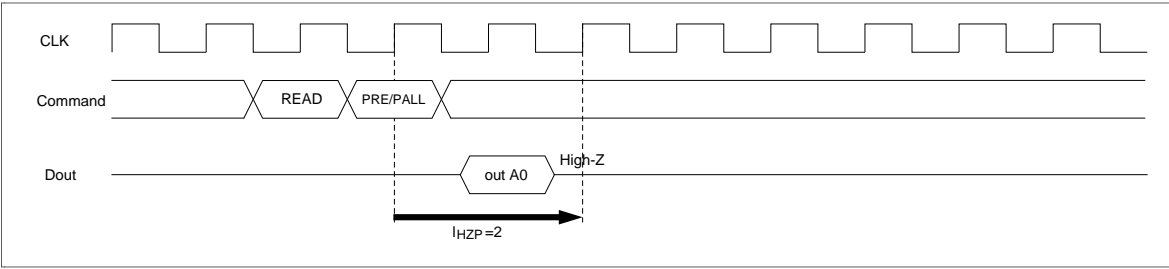 CLK
Command
READ
PRE/PALL
Dout
out A0
High-Z
lHZP=2